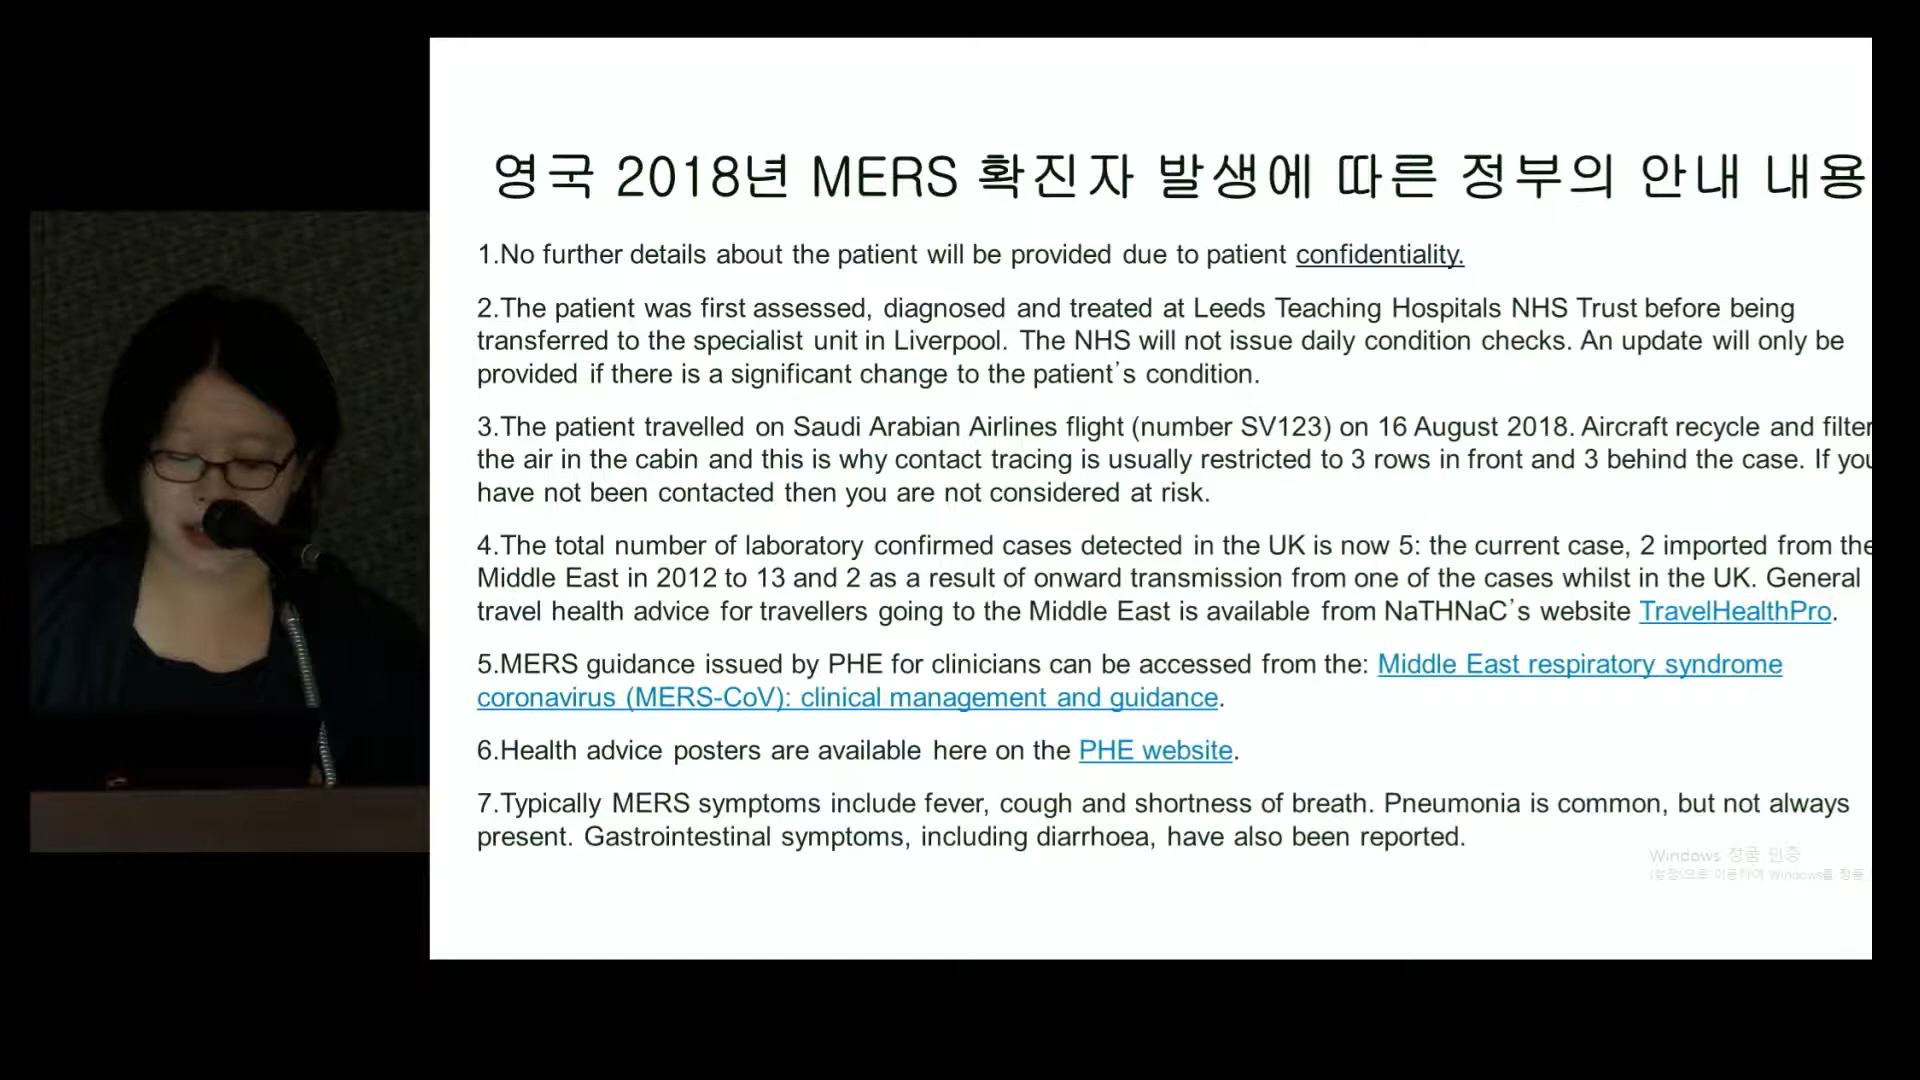 영국 2018년 MERS 확진자 발생에 따른 정부의 안내 내용
1.No further details about the patient will be provided due to patient confidentiality.
2.The patient was first assessed, diagnosed and treated at Leeds Teaching Hospitals NHS Trust before being
transferred to the specialist unit in Liverpool. The NHS will not issue daily condition checks. An update will only be
provided if there is a significant change to the patient's condition.
3.The patient travelled on Saudi Arabian Airlines flight (number SV123) on 16 August 2018. Aircraft recycle and filter
the air in the cabin and this is why contact tracing is usually restricted to 3 rows in front and 3 behind the case. If you
have not been contacted then you are not considered at risk.
4.The total number of laboratory confirmed cases detected in the UK is now 5: the current case, 2 imported from the
Middle East in 2012 to 13 and 2 as a result of onward transmission from one of the cases whilst in the UK. General
travel health advice for travellers going to the Middle East is available from NaTHNaC's website TravelHealthPro.
5.MERS guidance issued by PHE for clinicians can be accessed from the: Middle East respiratory syndrome
coronavirus (MERS-CoV): clinical management and guidance.
6.Health advice posters are available here on the PHE website.
7.Typically MERS symptoms include fever, cough and shortness of breath. Pneumonia is common, but not always
present. Gastrointestinal symptoms, including diarrhoea, have also been reported.
Windows 정품 인증
Windows를 정품